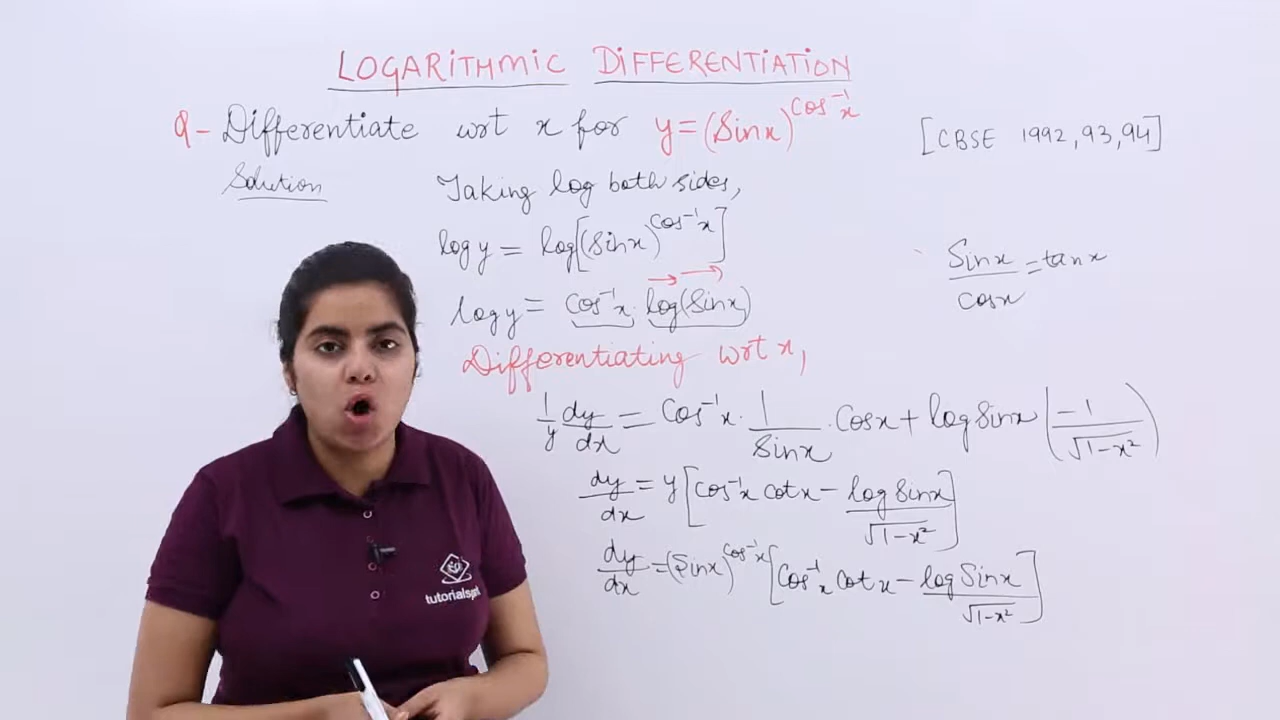 LOGARITHMIC DIFFERENTIATION
Q- Differentiate wrt x for y=(Sinx)^cos⁻¹x
[CBSE 1992,93,94]
Solution
Taking log both sides,
log y = log[(Sinx)^cos⁻¹x]
Sinx/cosx = tanx
log y = cos⁻¹x. log(Sinx)
Differentiating wrt x,
1/y dy/dx = Cos⁻¹x . 1/Sinx . Cosx + log Sinx (-1/√1-x²)
dy/dx = y [Cos⁻¹x cotx - log Sinx/√1-x²]
dy/dx = (Sinx)^cos⁻¹x [Cos⁻¹x cotx - log Sinx/√1-x²]